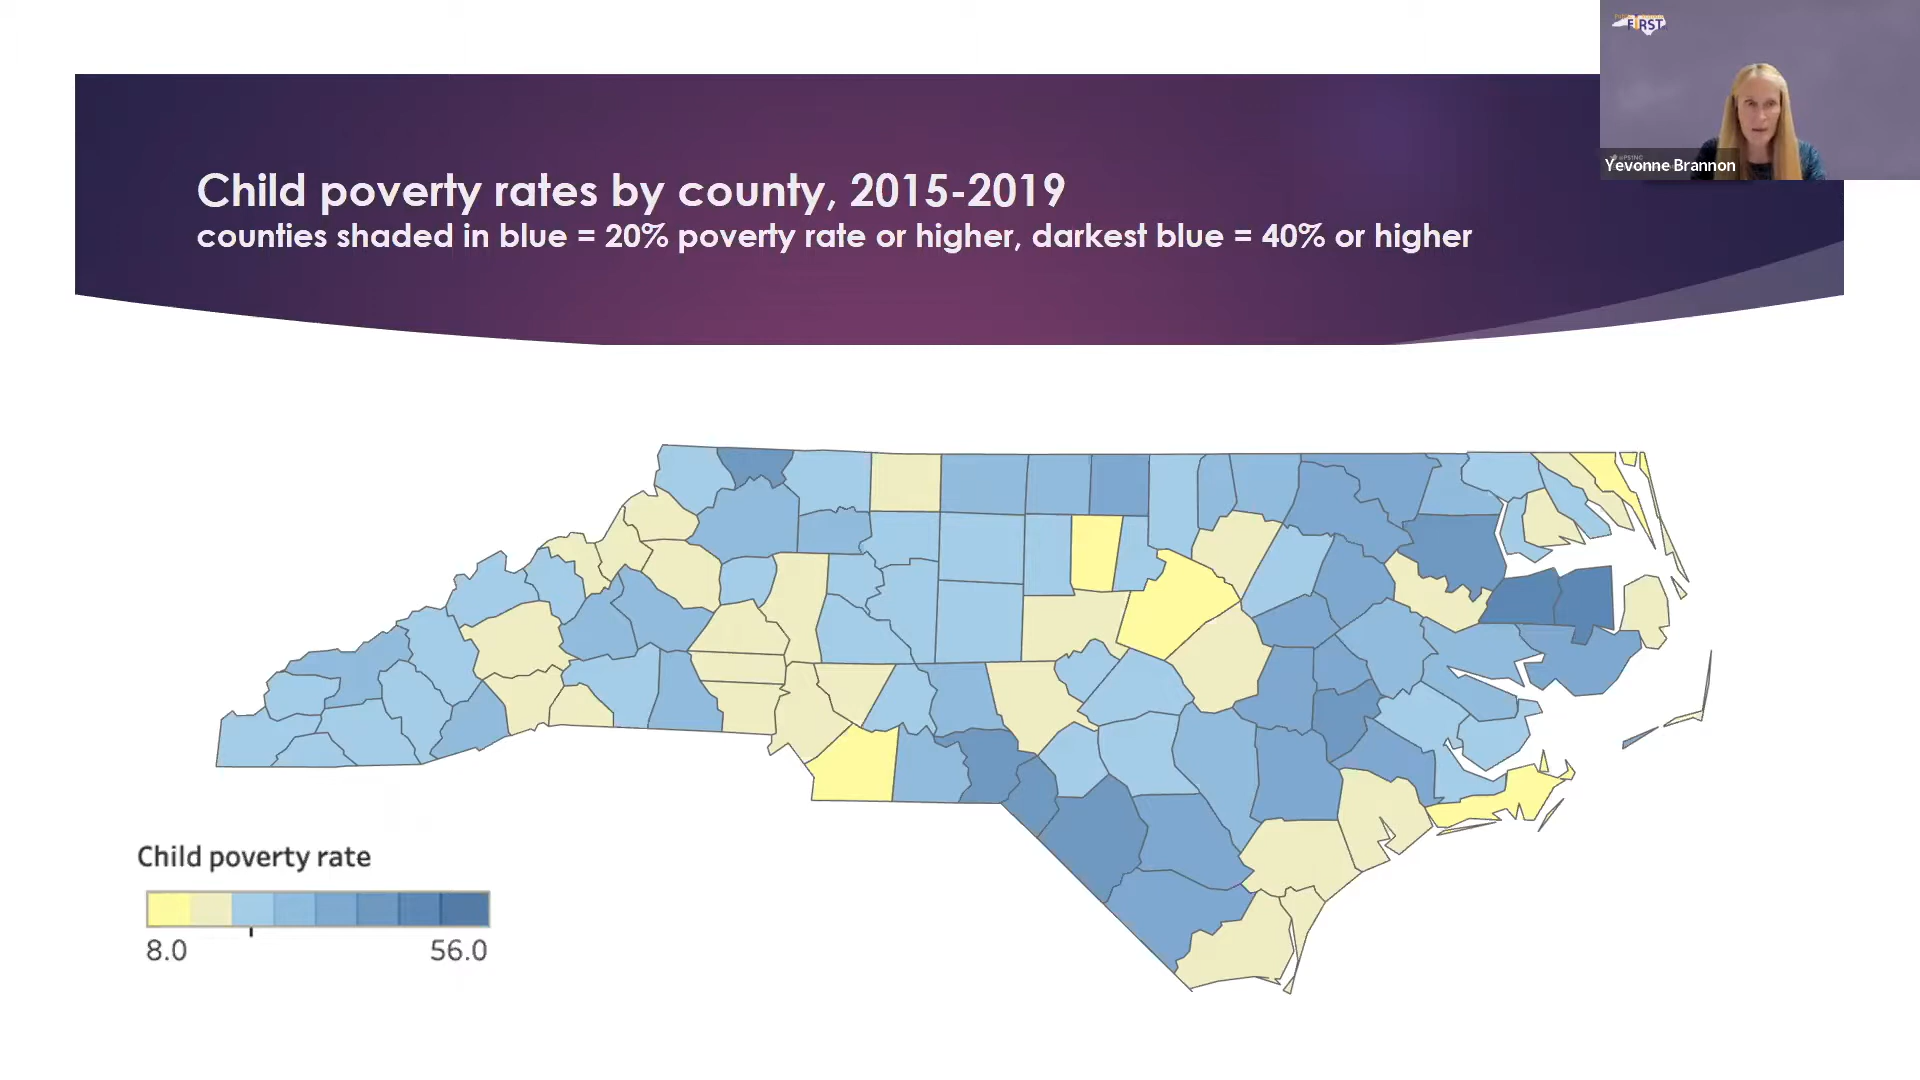 FIRST
Yevonne Brannon
Child poverty rates by county, 2015-2019
counties shaded in blue = 20% poverty rate or higher, darkest blue = 40% or higher
Child poverty rate
8.0 56.0